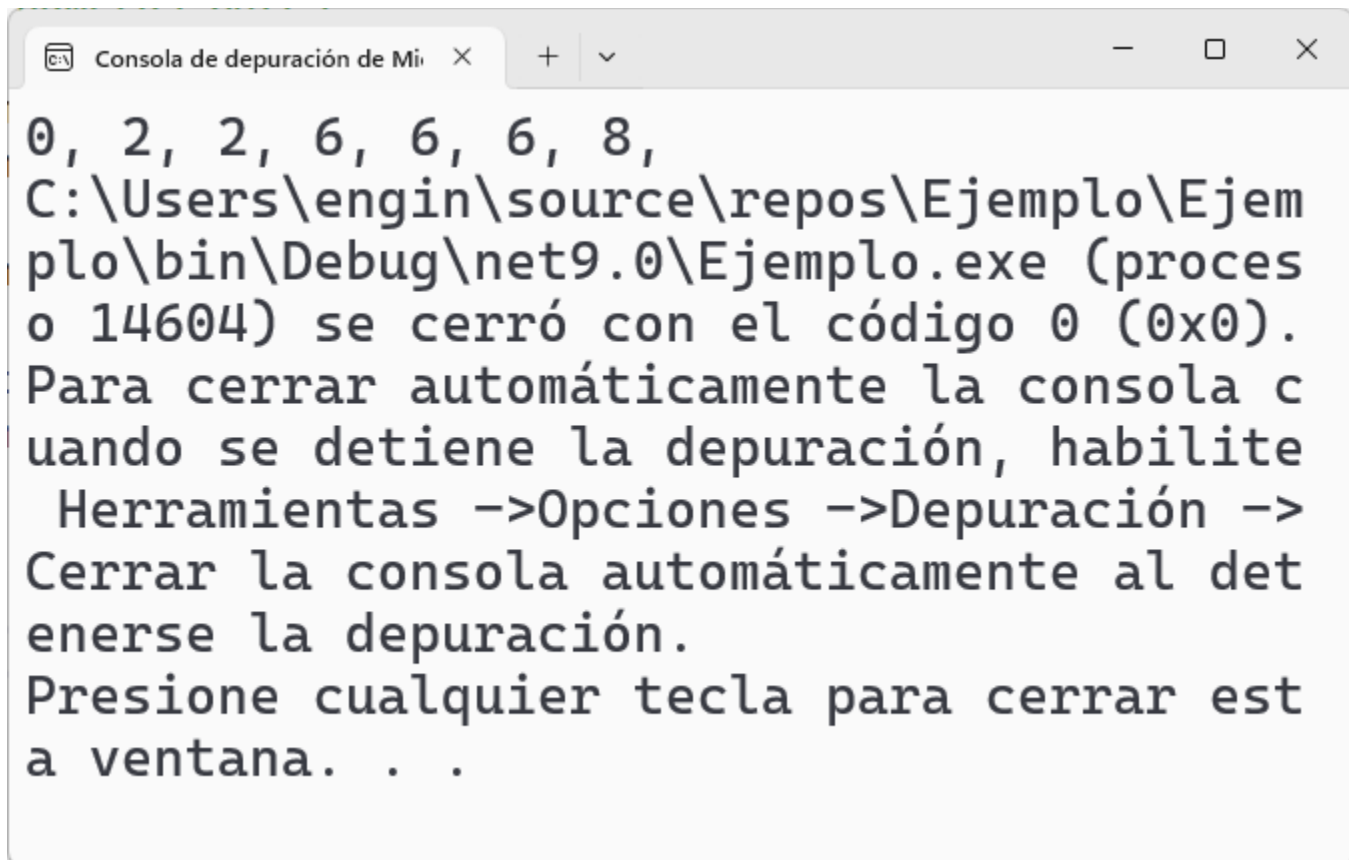 Consola de depuración de Mi
0, 2, 2, 6, 6, 6, 8,
C:\Users\engin\source\repos\Ejemplo\Ejem
plo\bin\Debug\net9.0\Ejemplo.exe (proces
o 14604) se cerró con el código 0 (0x0).
Para cerrar automáticamente la consola c
uando se detiene la depuración, habilite
 Herramientas ->Opciones ->Depuración ->
Cerrar la consola automáticamente al det
enerse la depuración.
Presione cualquier tecla para cerrar est
a ventana. . .